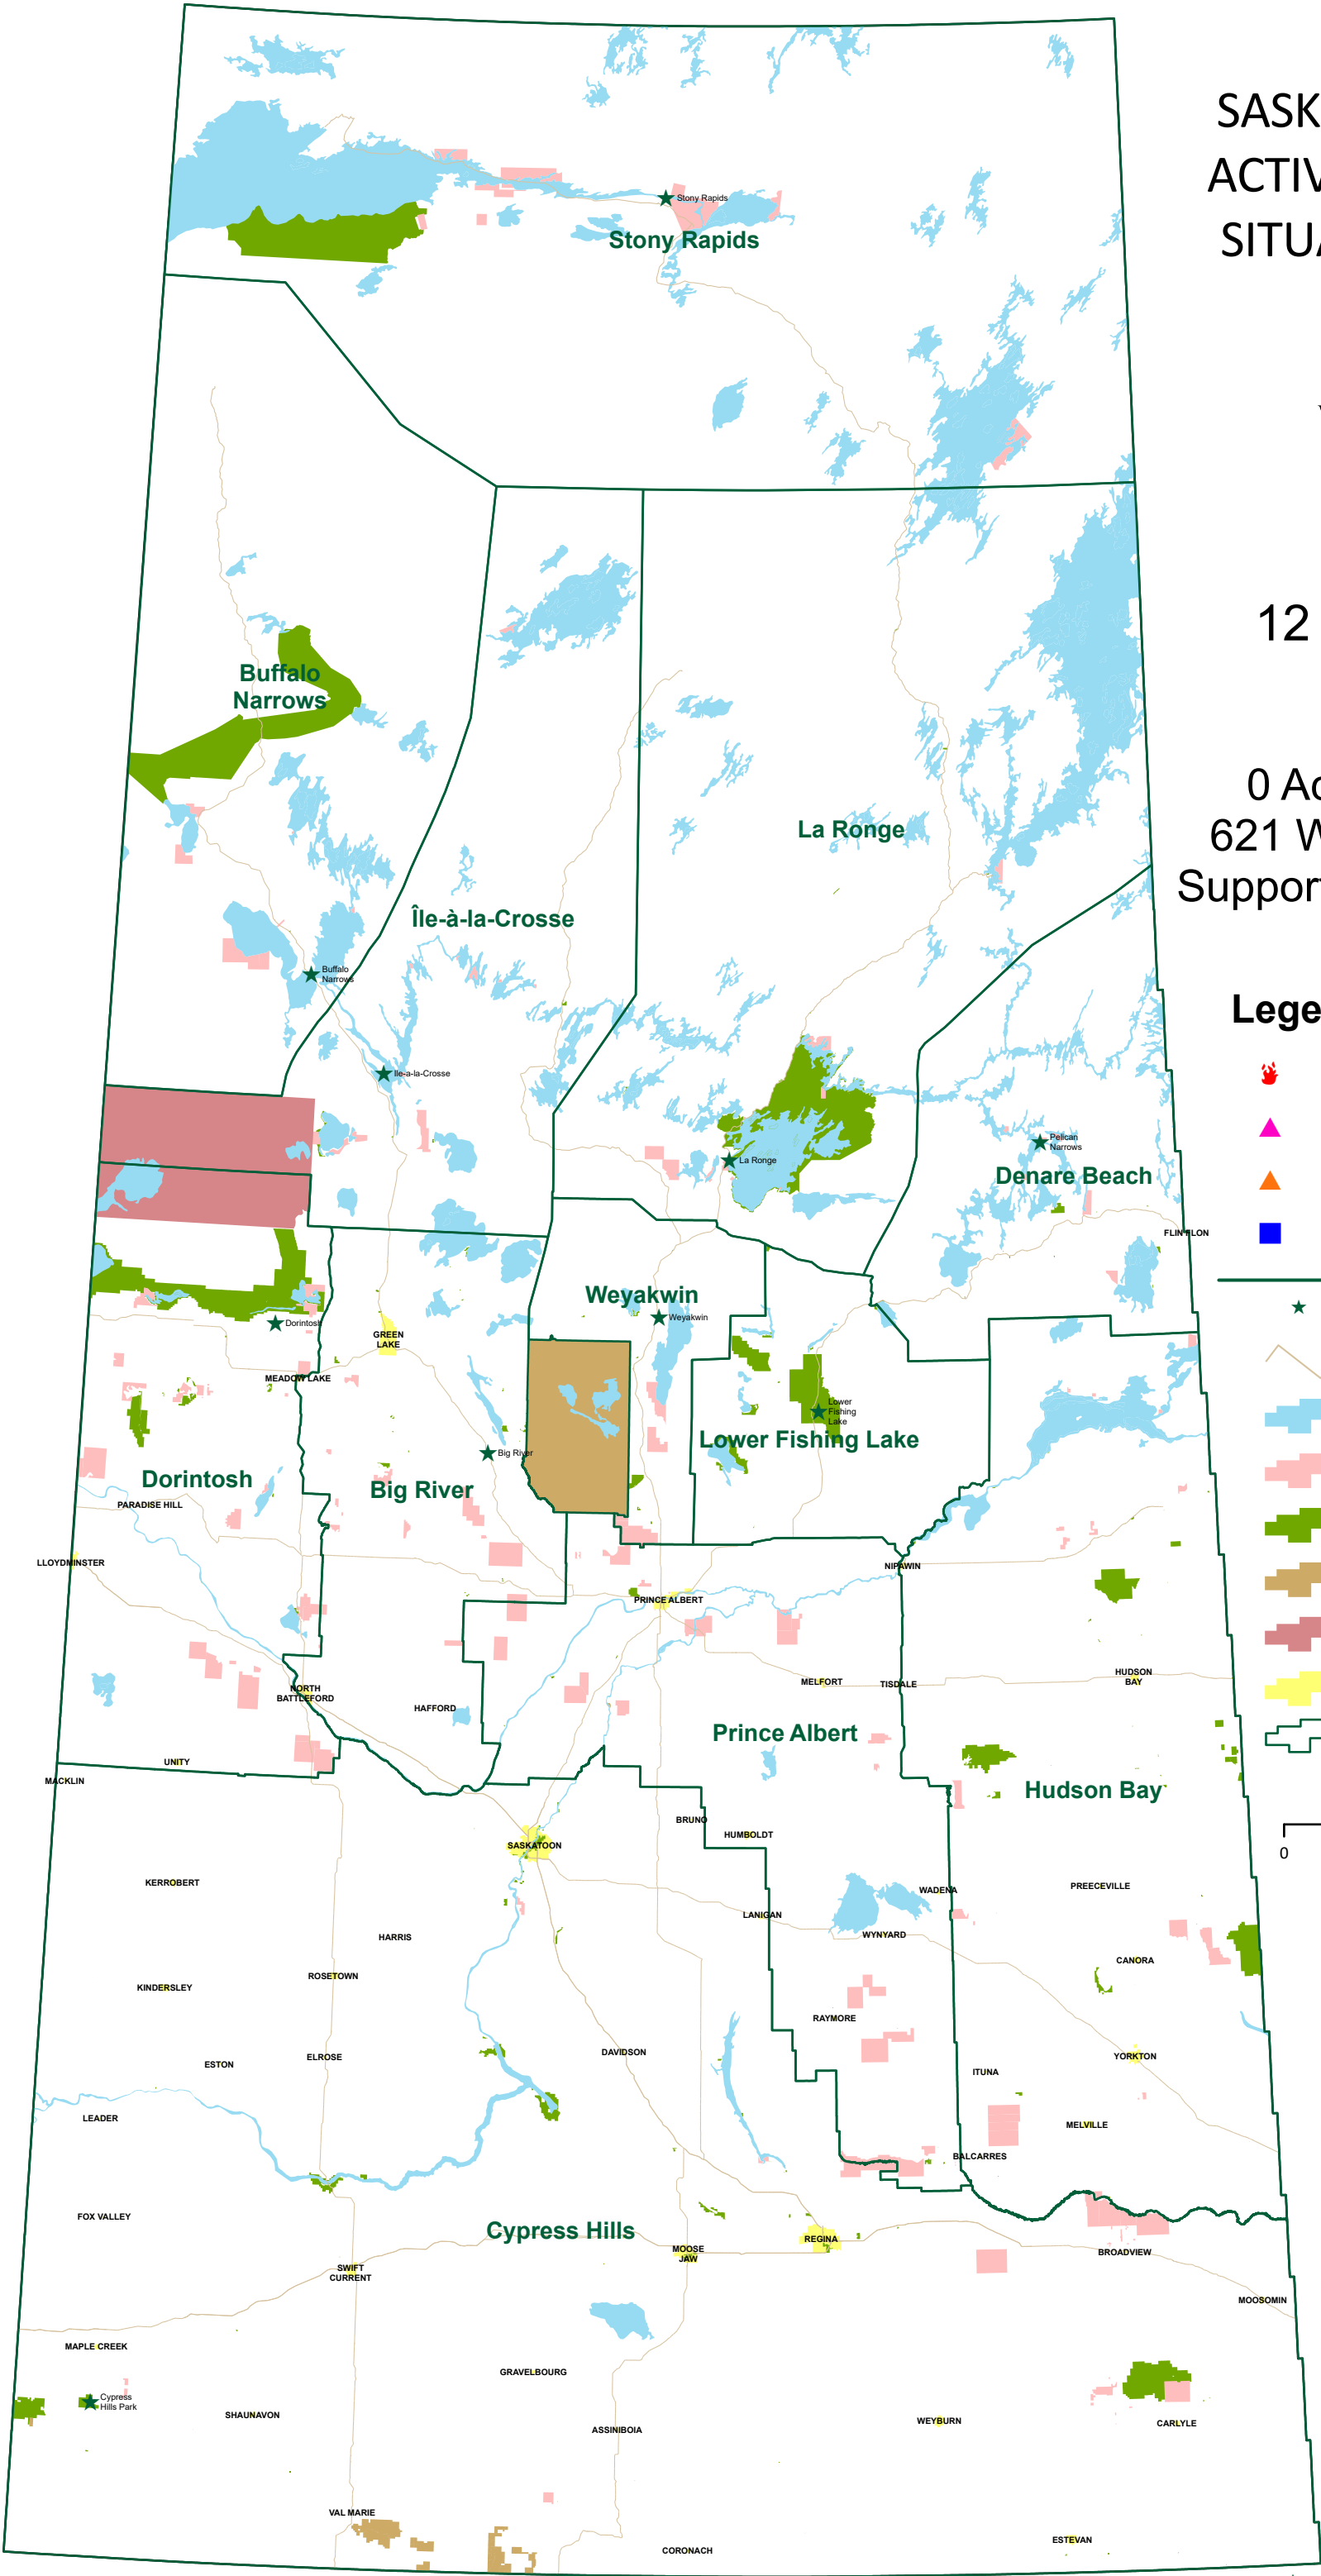 SASK
ACTIV
SITUA
12
0 Ac
621 W
Support
Lege
0
Stony Rapids
Stony Rapids
Buffalo
Narrows
La Ronge
Île-à-la-Crosse
Buffalo
Narrows
Ile-a-la-Crosse
Pelican
Narrows
La Ronge
Denare Beach
FLIN FLON
Weyakwin
Weyakwin
Dorintosh
GREEN
LAKE
MEADOW LAKE
Lower
Fishing
Lake
Lower Fishing Lake
Big River
Dorintosh
Big River
PARADISE HILL
LLOYDMINSTER
NIPAWIN
PRINCE ALBERT
HUDSON
BAY
MELFORT
TISDALE
NORTH
BATTLEFORD
HAFFORD
Prince Albert
UNITY
MACKLIN
Hudson Bay
BRUNO
HUMBOLDT
SASKATOON
KERROBERT
PREECEVILLE
WADENA
LANIGAN
WYNYARD
HARRIS
CANORA
ROSETOWN
KINDERSLEY
RAYMORE
DAVIDSON
YORKTON
ELROSE
ESTON
ITUNA
LEADER
MELVILLE
BALCARRES
FOX VALLEY
Cypress Hills
REGINA
MOOSE
JAW
BROADVIEW
SWIFT
CURRENT
MOOSOMIN
MAPLE CREEK
GRAVELBOURG
Cypress
Hills Park
SHAUNAVON
WEYBURN
CARLYLE
ASSINIBOIA
VAL MARIE
ESTEVAN
CORONACH